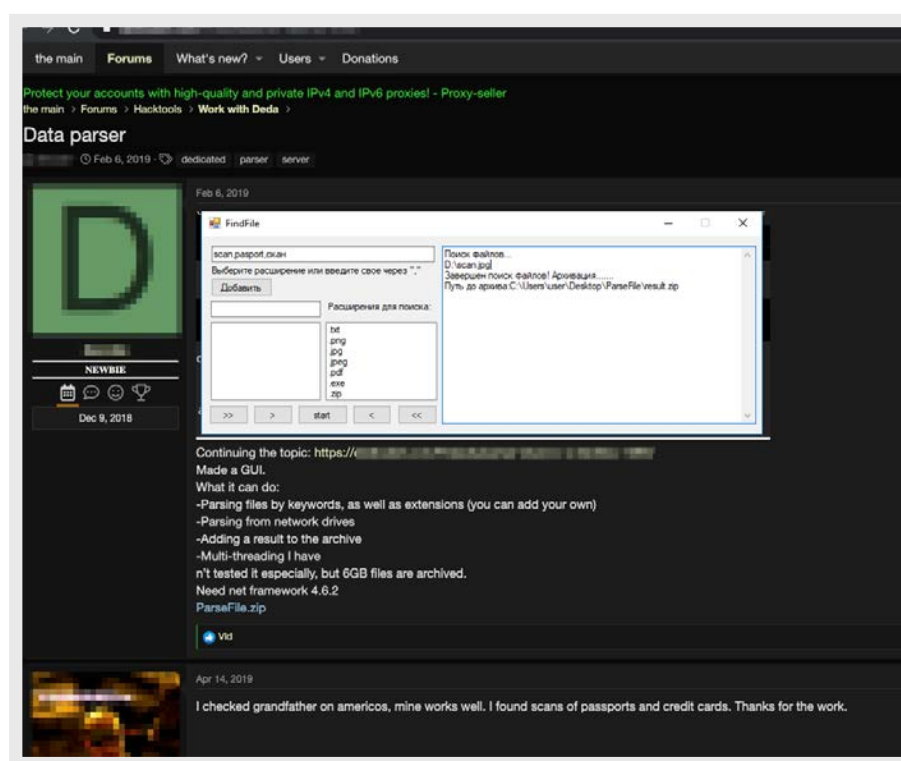 the main Forums What's new? Users Donations
Protect your accounts with high-quality and private IPv4 and IPv6 proxies! - Proxy-seller
the main > Forums > Hacktools > Work with Deda >
Data parser
Feb 6, 2019 · dedicated parser server
Feb 6, 2019
D
FindFile
scan,pasport,скан
Выберите расширение или введите свое через ","
Добавить
Расширения для поиска:
.txt
.png
.jpg
.jpeg
.pdf
.exe
.zip
>> > start < <<
Поиск файлов...
D:\scan.jpg
Завершен поиск файлов! Архивация.......
Путь до архива:C:\Users\user\Desktop\ParseFile\result.zip
NEWBIE
Dec 9, 2018
Continuing the topic: https://
Made a GUI.
What it can do:
-Parsing files by keywords, as well as extensions (you can add your own)
-Parsing from network drives
-Adding a result to the archive
-Multi-threading I have
n't tested it especially, but 6GB files are archived.
Need net framework 4.6.2
ParseFile.zip
Vld
Apr 14, 2019
I checked grandfather on americos, mine works well. I found scans of passports and credit cards. Thanks for the work.